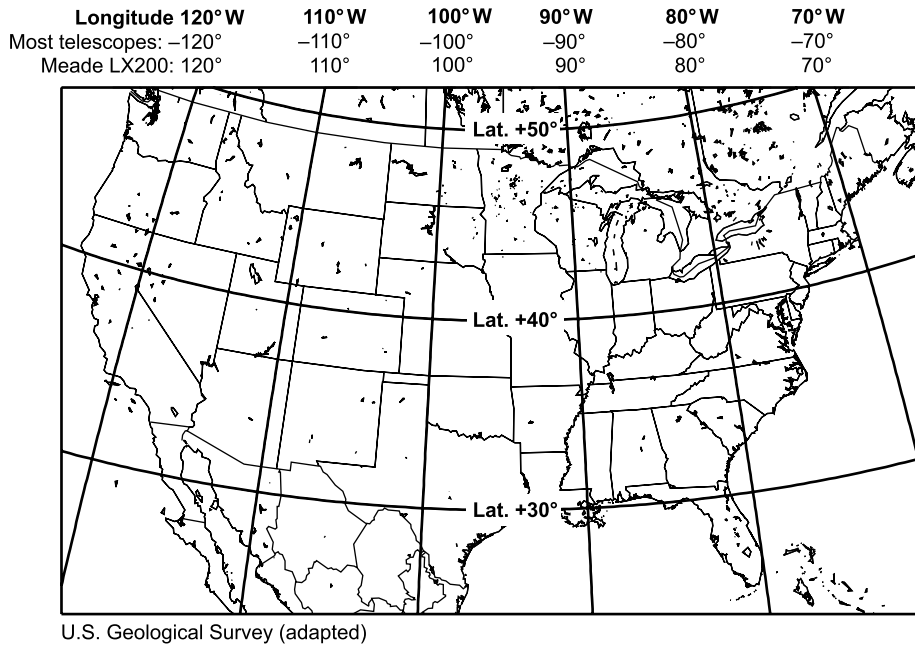 Longitude 120°W 110°W 100°W 90°W 80°W 70°W
Most telescopes: –120° –110° –100° –90° –80° –70°
Meade LX200: 120° 110° 100° 90° 80° 70°
Lat. +50°
Lat. +40°
Lat. +30°
U.S. Geological Survey (adapted)